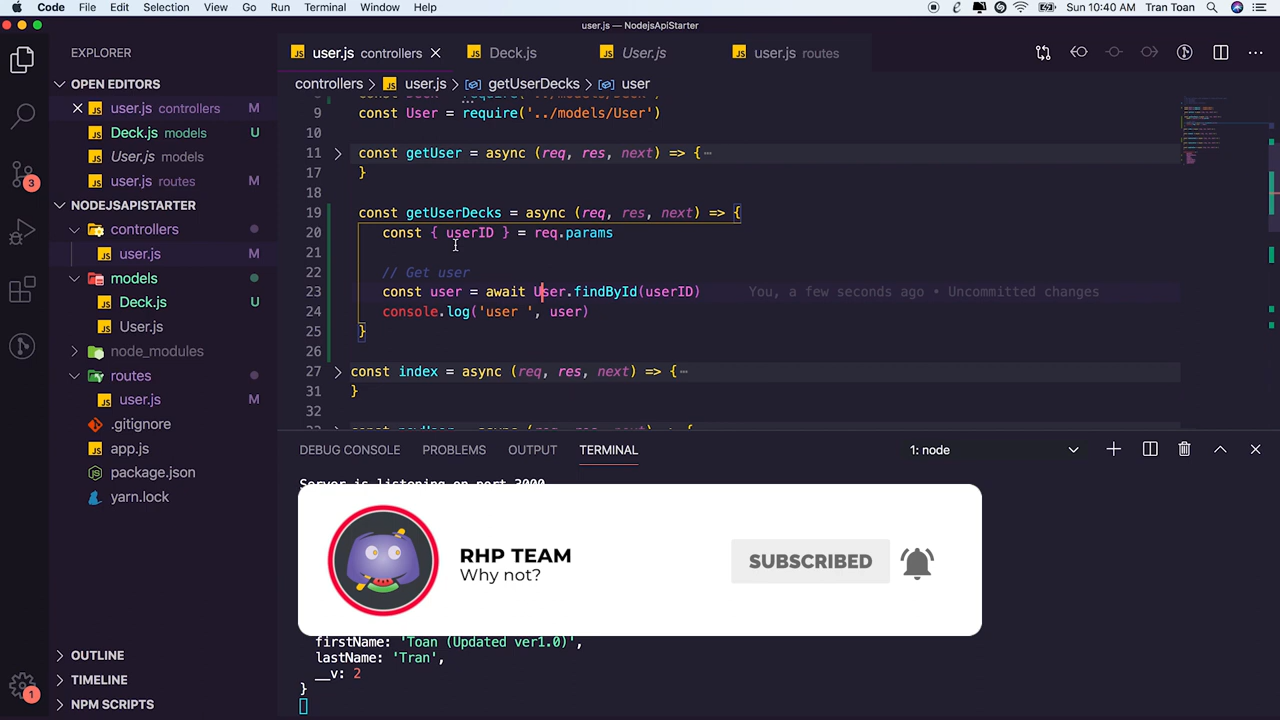 Code File Edit Selection View Go Run Terminal Window Help Sun 10:40 AM Tran Toan
user.js — NodejsApiStarter
EXPLORER
OPEN EDITORS
user.js controllers M
Deck.js models U
User.js models
user.js routes M
NODEJSAPISTARTER
controllers
user.js M
models
Deck.js U
User.js
node_modules
routes
user.js M
.gitignore
app.js
package.json
yarn.lock
OUTLINE
TIMELINE
NPM SCRIPTS
3
1
user.js controllers Deck.js User.js user.js routes
controllers > user.js > getUserDecks > user
9 const User = require('../models/User')
10
11 const getUser = async (req, res, next) => {
17 }
18
19 const getUserDecks = async (req, res, next) => {
20 const { userID } = req.params
21
22 // Get user
23 const user = await User.findById(userID) You, a few seconds ago • Uncommitted changes
24 console.log('user ', user)
25 }
26
27 const index = async (req, res, next) => {
31 }
32
DEBUG CONSOLE PROBLEMS OUTPUT TERMINAL 1: node
Server is listening on port 3000
RHP TEAM
Why not?
SUBSCRIBED
firstName: 'Toan (Updated ver1.0)',
lastName: 'Tran',
__v: 2
}